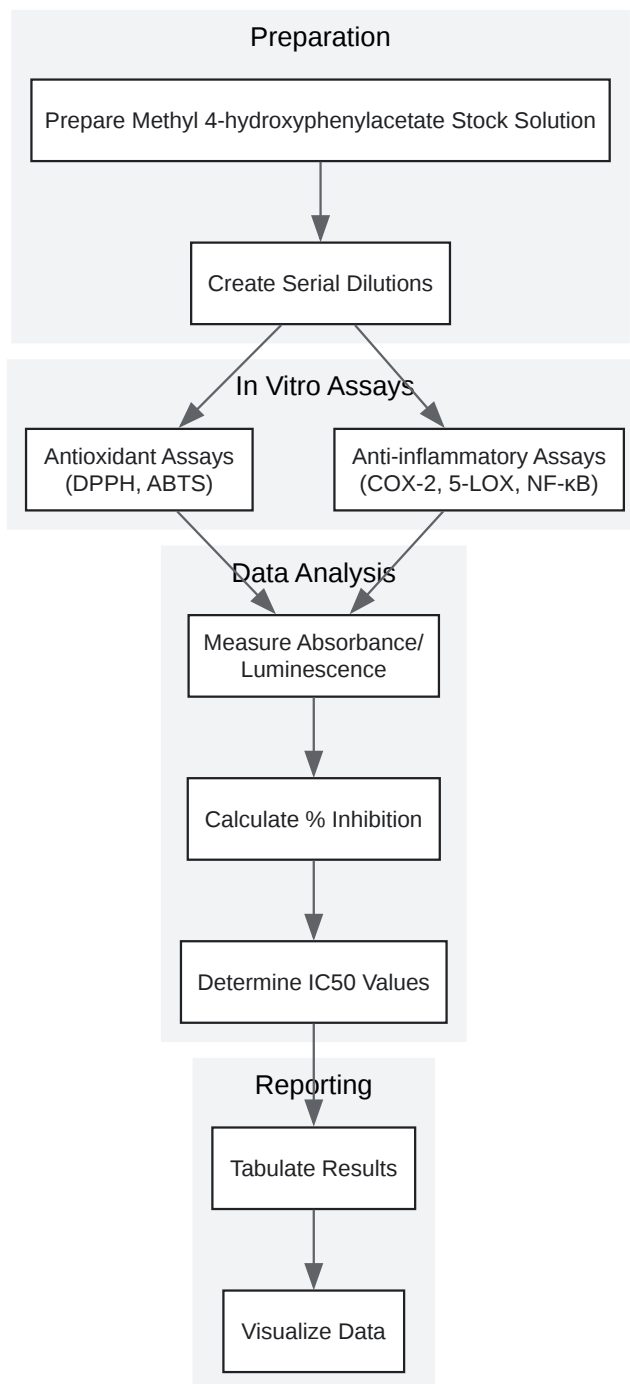 Preparation
Prepare Methyl 4-hydroxyphenylacetate Stock Solution
Create Serial Dilutions
In Vitro Assays
Antioxidant Assays
(DPPH, ABTS)
Anti-inflammatory Assays
(COX-2, 5-LOX, NF-κB)
Data Analysis
Measure Absorbance/
Luminescence
Calculate % Inhibition
Determine IC50 Values
Reporting
Tabulate Results
Visualize Data